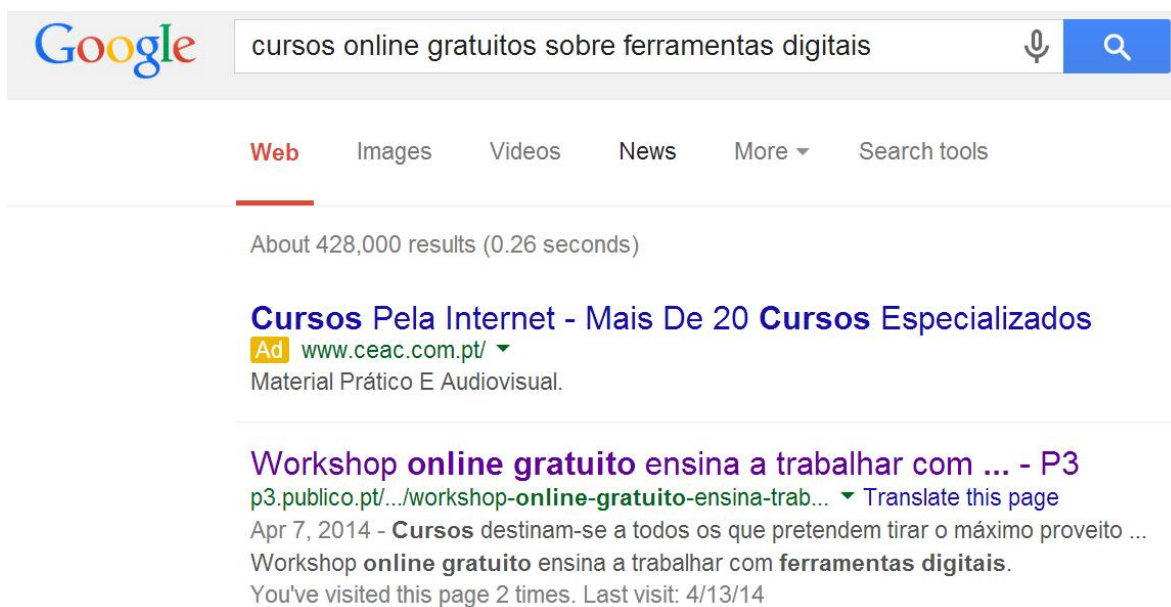 Google cursos online gratuitos sobre ferramentas digitais
Web Images Videos News More Search tools
About 428,000 results (0.26 seconds)
Cursos Pela Internet - Mais De 20 Cursos Especializados
Ad www.ceac.com.pt/
Material Prático E Audiovisual.
Workshop online gratuito ensina a trabalhar com ... - P3
p3.publico.pt/.../workshop-online-gratuito-ensina-trab... Translate this page
Apr 7, 2014 - Cursos destinam-se a todos os que pretendem tirar o máximo proveito ...
Workshop online gratuito ensina a trabalhar com ferramentas digitais.
You've visited this page 2 times. Last visit: 4/13/14